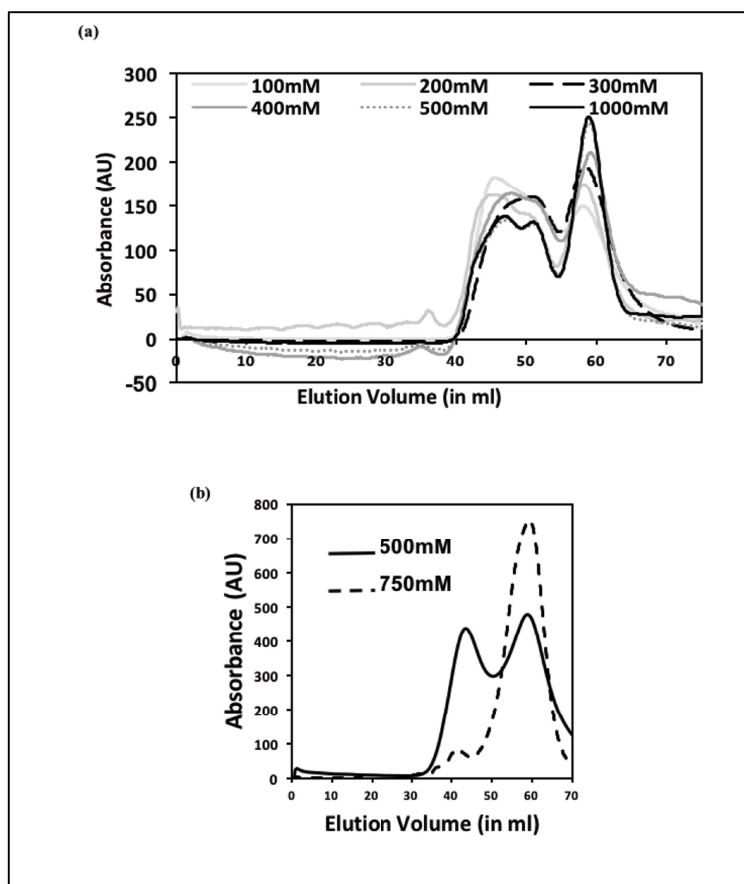 (a)
300
250
200
150
100
50
0
-50
Absorbance (AU)
100mM 200mM 300mM
400mM 500mM 1000mM
0 10 20 30 40 50 60 70
Elution Volume (in ml)
(b)
800
700
600
500
400
300
200
100
0
Absorbance (AU)
500mM
750mM
0 10 20 30 40 50 60 70
Elution Volume (in ml)